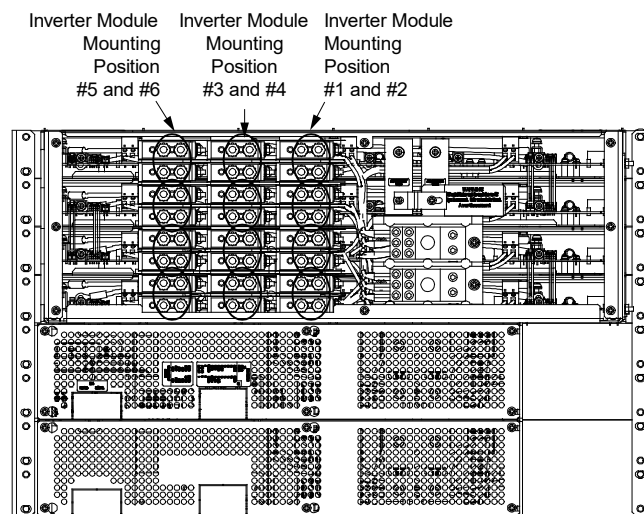 Inverter Module
Mounting
Position
#5 and #6
Inverter Module
Mounting
Position
#3 and #4
Inverter Module
Mounting
Position
#1 and #2